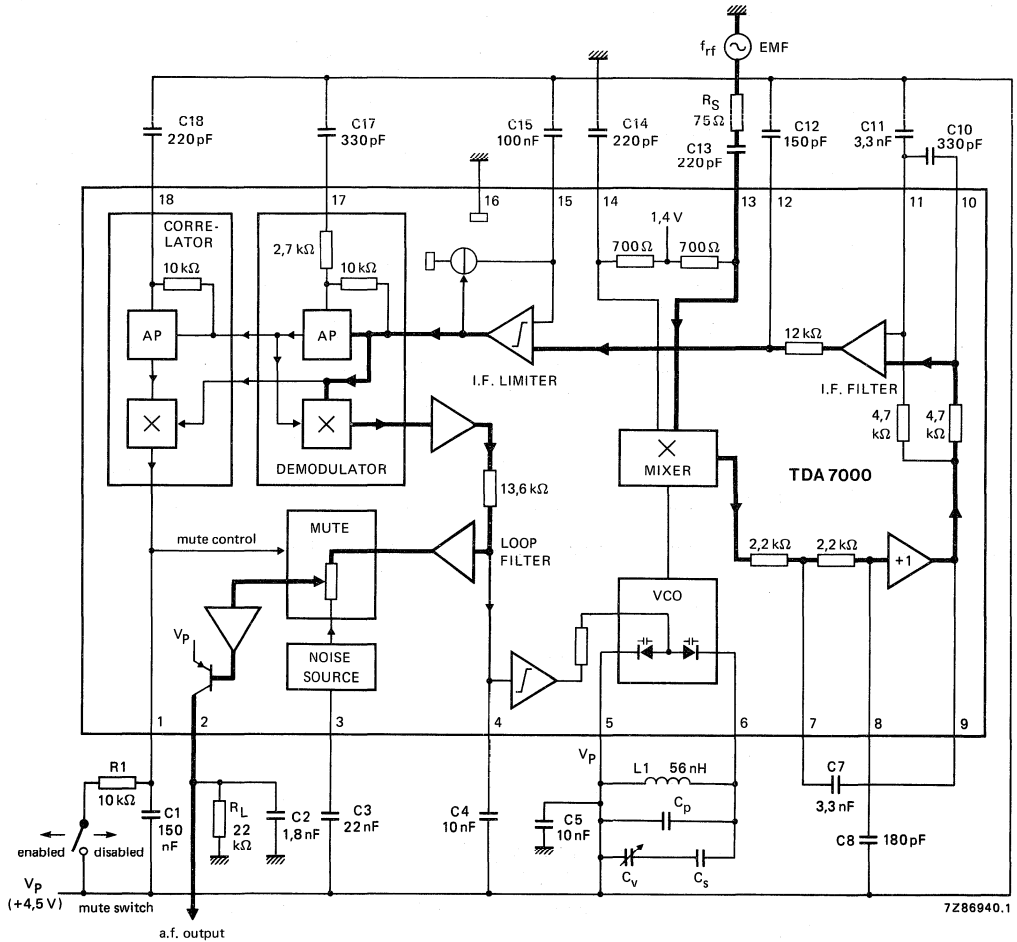 f_rf
EMF
R_S
75Ω
C18
220pF
C17
330pF
C15
100nF
C14
220pF
C13
220pF
C12
150pF
C11
3,3nF
C10
330pF
18
17
16
15
14
13
12
11
10
CORRE-
LATOR
10kΩ
2,7kΩ
10kΩ
1,4V
700Ω
700Ω
AP
AP
12kΩ
I.F. LIMITER
I.F. FILTER
4,7
kΩ
4,7
kΩ
DEMODULATOR
MIXER
TDA7000
13,6kΩ
MUTE
mute control
LOOP
FILTER
2,2kΩ
2,2kΩ
+1
VCO
V_P
NOISE
SOURCE
1
2
3
4
5
6
7
8
9
V_P
R1
10kΩ
C1
150
nF
R_L
22
kΩ
C2
1,8nF
C3
22nF
C4
10nF
C5
10nF
L1
56nH
C_p
C_v
C_s
C7
3,3nF
C8
180pF
enabled
disabled
V_P
(+4,5V)
mute switch
a.f. output
7Z86940.1